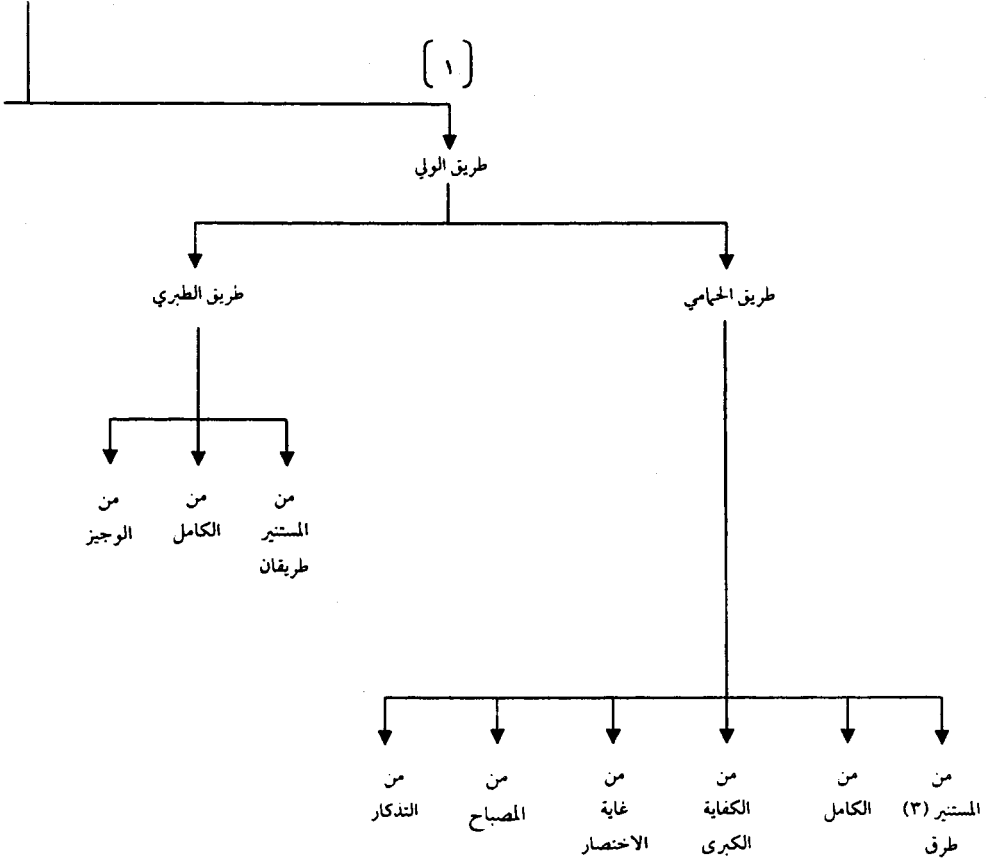 (١)
طريق الولي
طريق الحمامي
طريق الطبري
من
المستنير
طريقان
من
الكامل
من
الوجيز
من
المستنير (٣)
طرق
من
الكامل
من
الكفاية
الكبرى
من
غاية
الاختصار
من
المصباح
من
التذكار